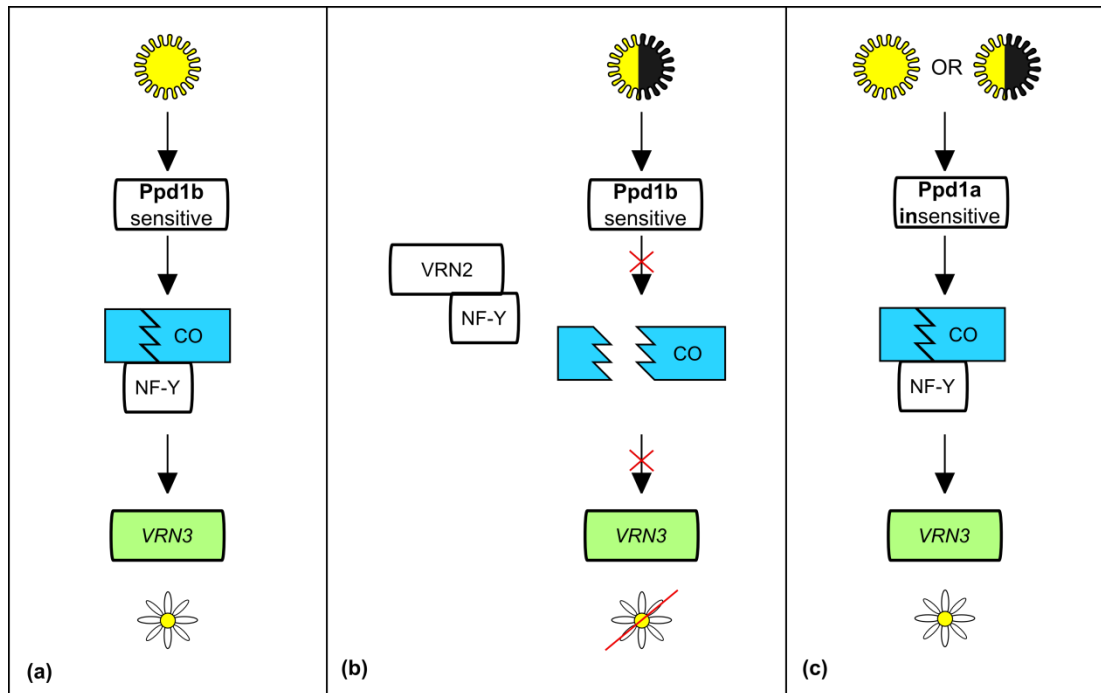 Ppd1b
sensitive
CO
NF-Y
VRN3
(a)
Ppd1b
sensitive
VRN2
NF-Y
CO
VRN3
(b)
OR
Ppd1a
insensitive
CO
NF-Y
VRN3
(c)